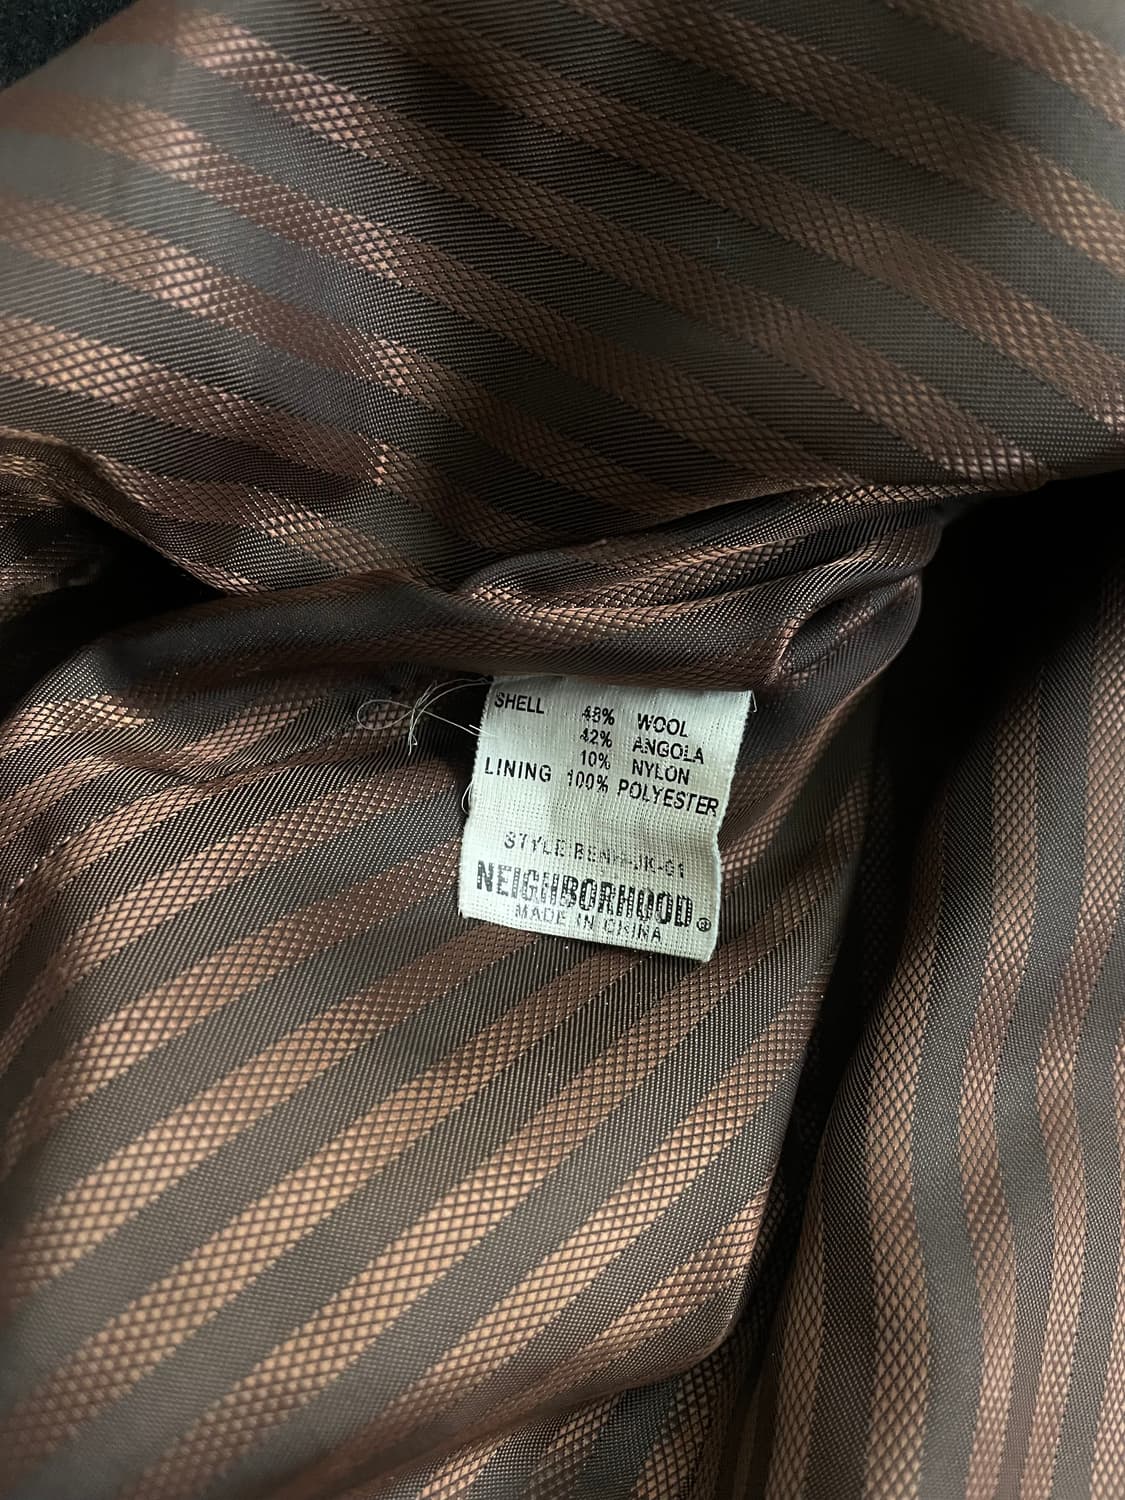 SHELL 48% WOOL
42% ANGOLA
10% NYLON
LINING 100% POLYESTER
NEIGHBORHOOD®
MADE IN CHINA